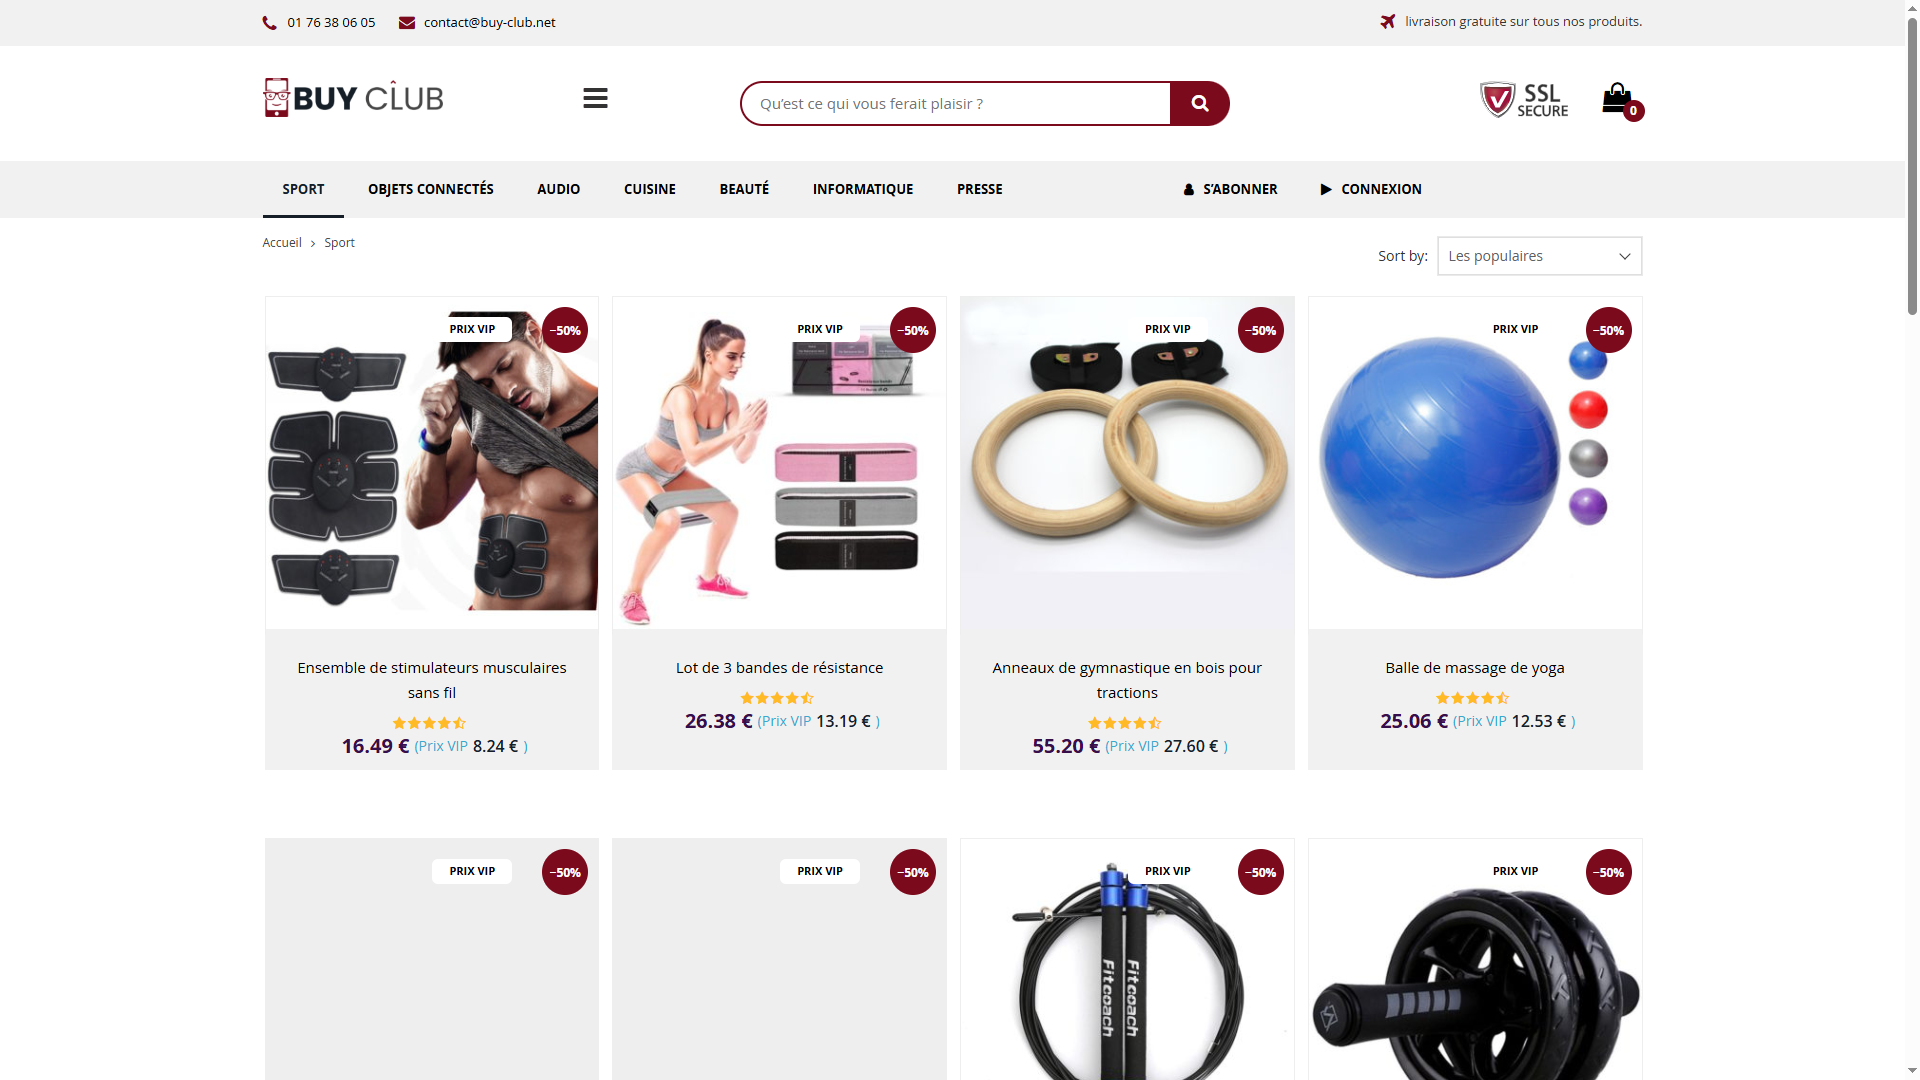 01 76 38 06 05
contact@buy-club.net
livraison gratuite sur tous nos produits.
BUY CLUB
Qu'est ce qui vous ferait plaisir ?
SSL
SECURE
0
SPORT
OBJETS CONNECTÉS
AUDIO
CUISINE
BEAUTÉ
INFORMATIQUE
PRESSE
S'ABONNER
CONNEXION
Accueil > Sport
Sort by:
Les populaires
PRIX VIP
-50%
PRIX VIP
-50%
PRIX VIP
-50%
PRIX VIP
-50%
Ensemble de stimulateurs musculaires
sans fil
16.49 € (Prix VIP 8.24 € )
Lot de 3 bandes de résistance
26.38 € (Prix VIP 13.19 € )
Anneaux de gymnastique en bois pour
tractions
55.20 € (Prix VIP 27.60 € )
Balle de massage de yoga
25.06 € (Prix VIP 12.53 € )
PRIX VIP
-50%
PRIX VIP
-50%
PRIX VIP
-50%
PRIX VIP
-50%
Fitcoach
Fitcoach